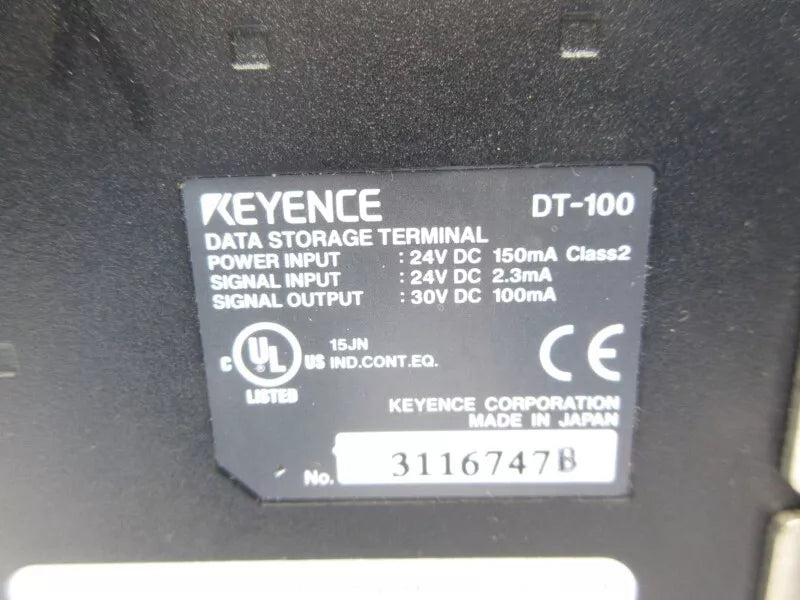 KEYENCE DT-100
DATA STORAGE TERMINAL
POWER INPUT : 24V DC 150mA Class2
SIGNAL INPUT : 24V DC 2.3mA
SIGNAL OUTPUT : 30V DC 100mA
C UL US LISTED
®
15JN
IND.CONT.EQ.
CE
KEYENCE CORPORATION
MADE IN JAPAN
No. 3116747B